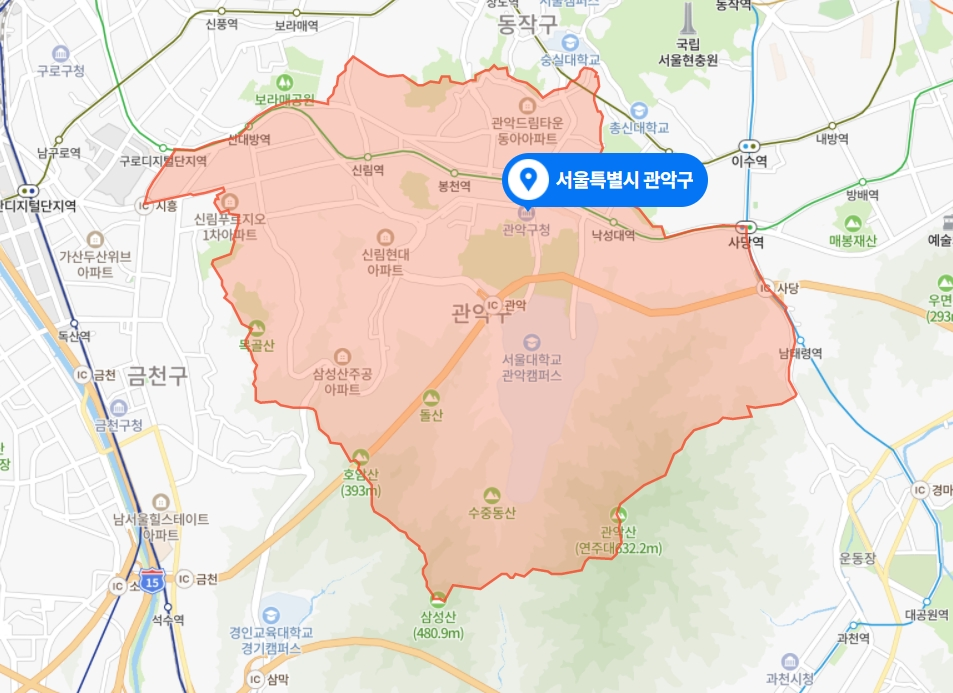 장도역
서울캠퍼스
동작역
신풍역
보라매역
동작구
국립
서울현충원
숭실대학교
구로구청
보라매공원
관악드림타운
동아아파트
총신대학교
신대방역
내방역
남구로역
구로디지털단지역
이수역
신림역
봉천역
서울특별시 관악구
방배역
란디지털단지역
IC 시흥
신림푸르지오
1차아파트
관악구청
낙성대역
사당역
매봉재산
예술
가산두산위브
아파트
신림현대
아파트
IC 사당
우면
(293m
관악구
IC 관악
독산역
목골산
서울대학교
관악캠퍼스
남태령역
IC 금천
금천구
삼성산주공
아파트
돌산
금천구청
장
호암산
(393m)
IC 경마
수중동산
남서울힐스테이트
아파트
관악산
(연주대632.2m)
운동장
15
IC 금천
IC 소
석수역
삼성산
(480.9m)
대공원역
경인교육대학교
경기캠퍼스
과천역
과천시청
IC 삼막